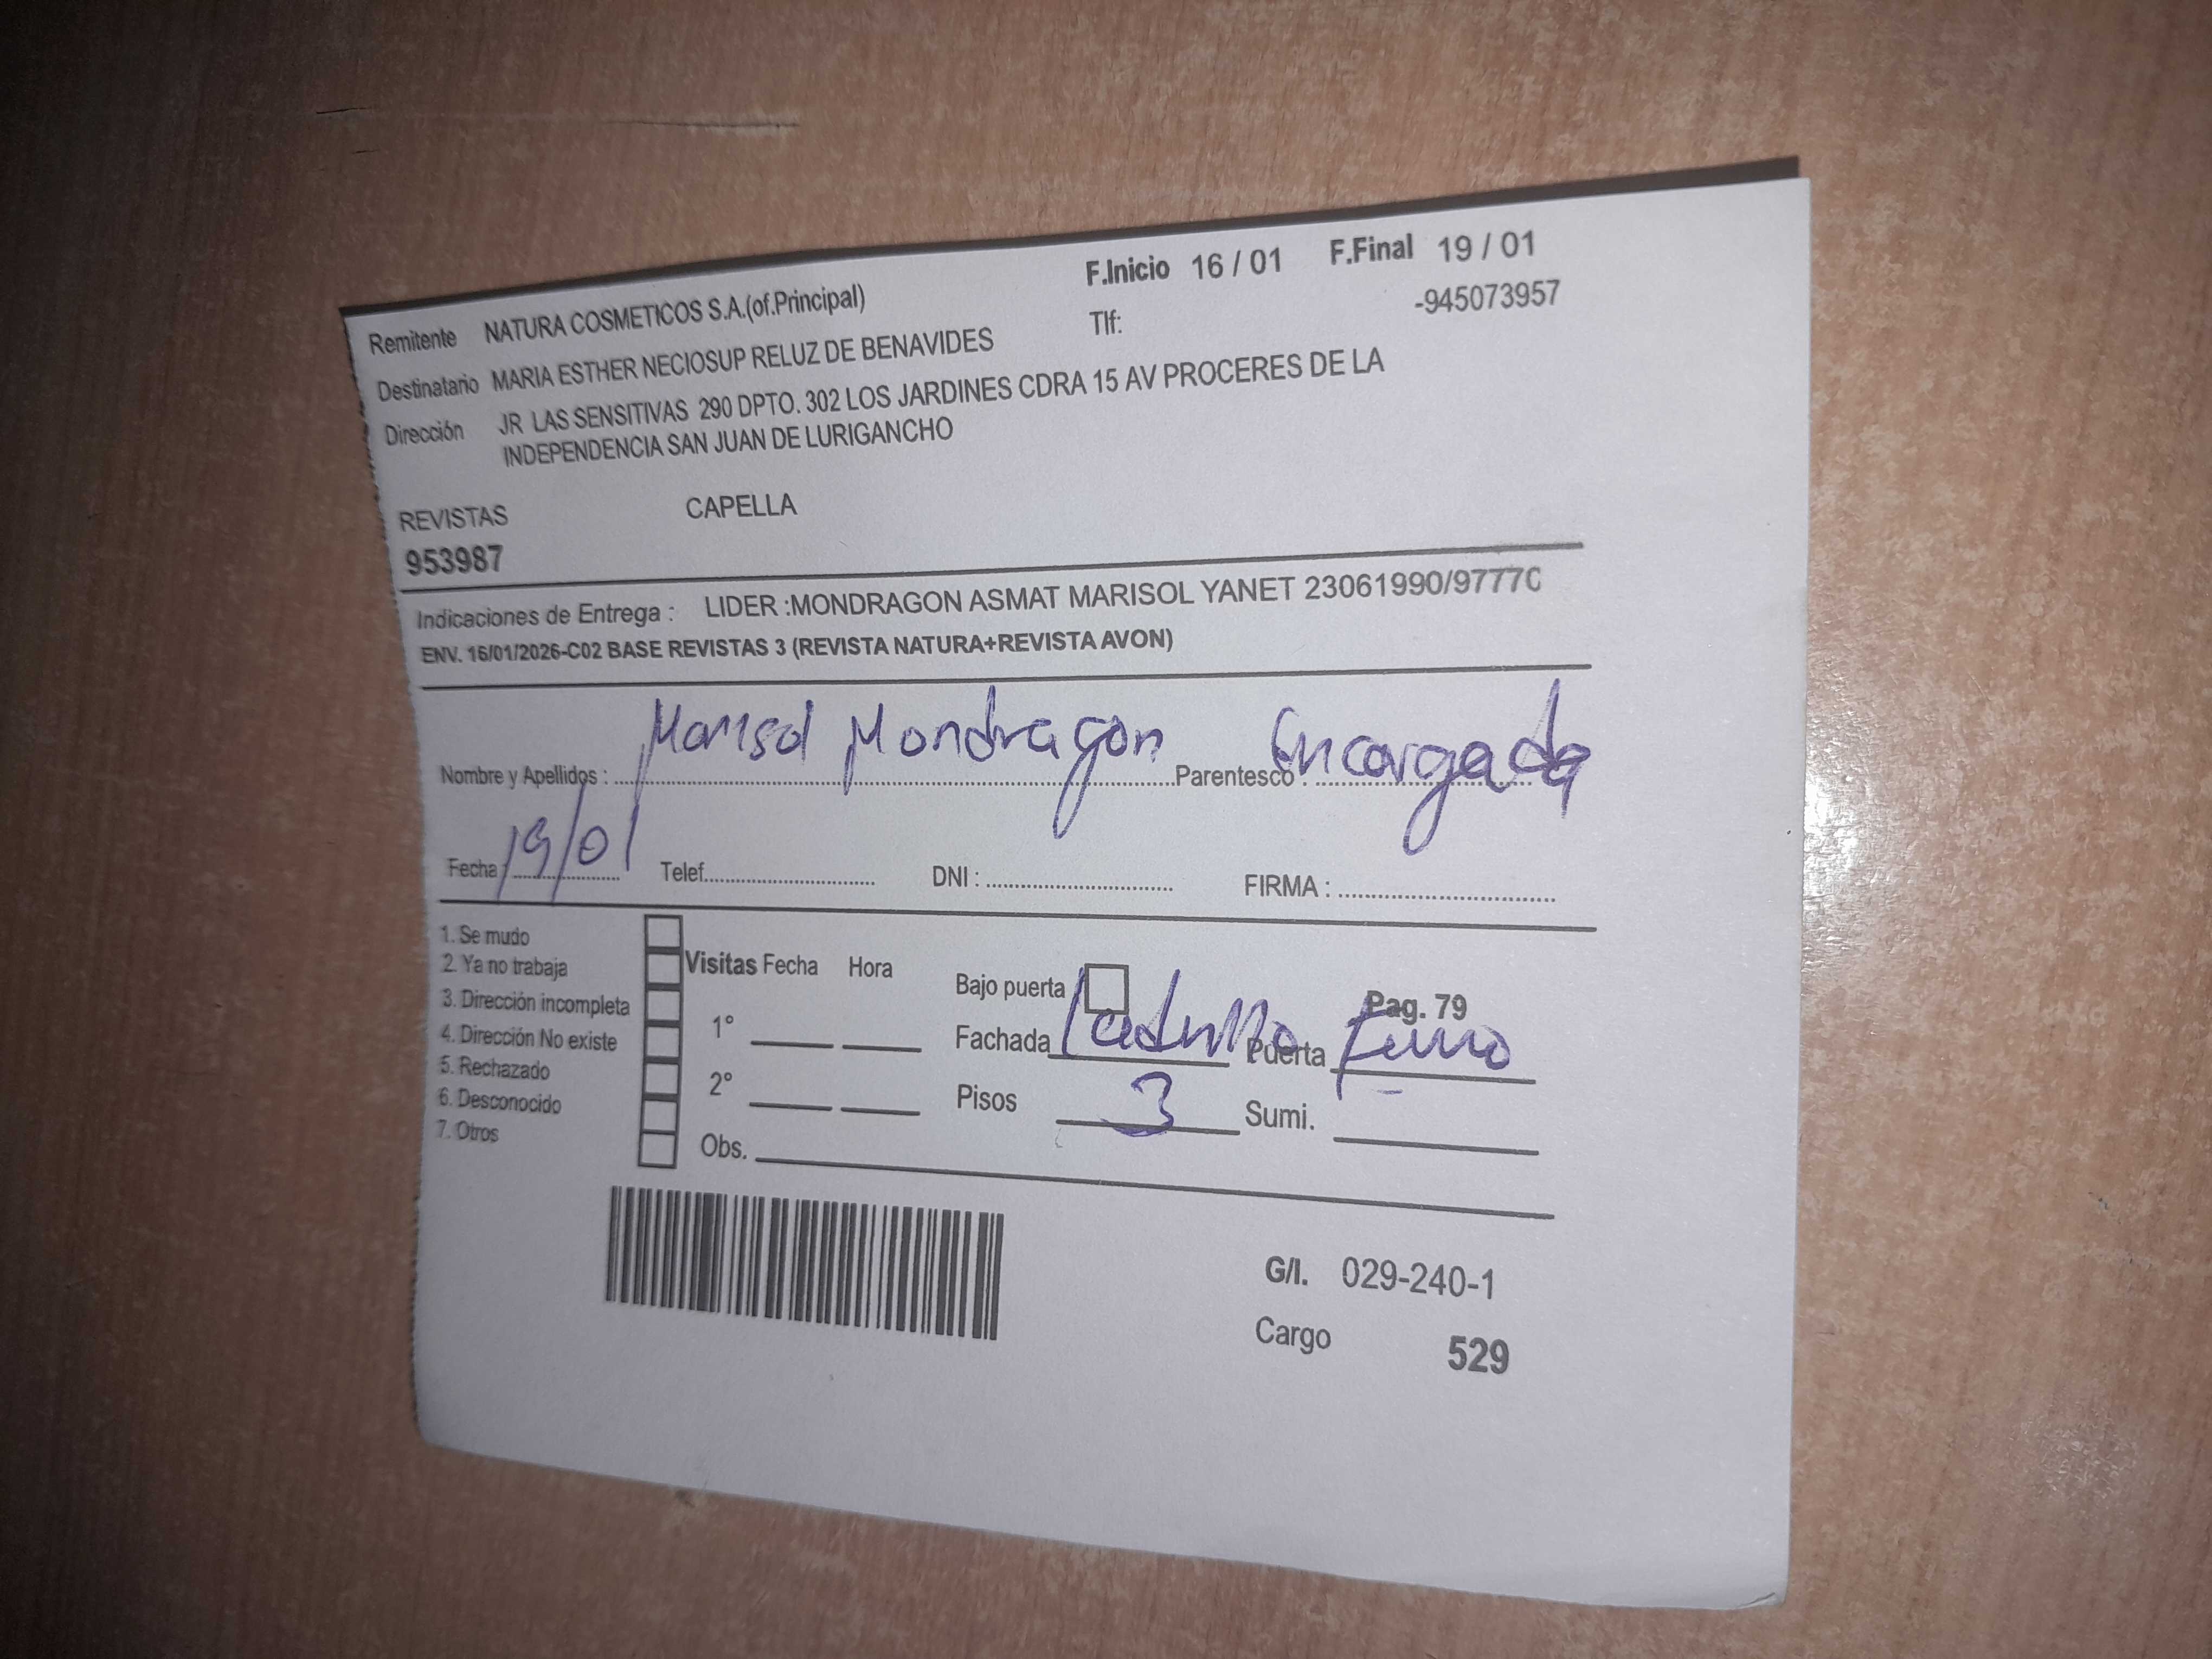 F.Inicio 16 / 01 F.Final 19 / 01
Remitente NATURA COSMETICOS S.A.(of.Principal)
Tlf: -945073957
Destinatario MARIA ESTHER NECIOSUP RELUZ DE BENAVIDES
Dirección JR LAS SENSITIVAS 290 DPTO. 302 LOS JARDINES CDRA 15 AV PROCERES DE LA
INDEPENDENCIA SAN JUAN DE LURIGANCHO
REVISTAS CAPELLA
953987
Indicaciones de Entrega : LIDER :MONDRAGON ASMAT MARISOL YANET 23061990/9777
ENV. 16/01/2026-C02 BASE REVISTAS 3 (REVISTA NATURA+REVISTA AVON)
Nombre y Apellidos : Marisol Mondragon Parentesco : Encargada
Fecha : 19/01 Telef. DNI : FIRMA :
1. Se mudo
2. Ya no trabaja
3. Dirección incompleta
4. Dirección No existe
5. Rechazado
6. Desconocido
7. Otros
Visitas Fecha Hora
1°
2°
Obs.
Bajo puerta Pag. 79
Fachada Ladrillo Puerta Fierro
Pisos 3 Sumi.
G/I. 029-240-1
Cargo 529